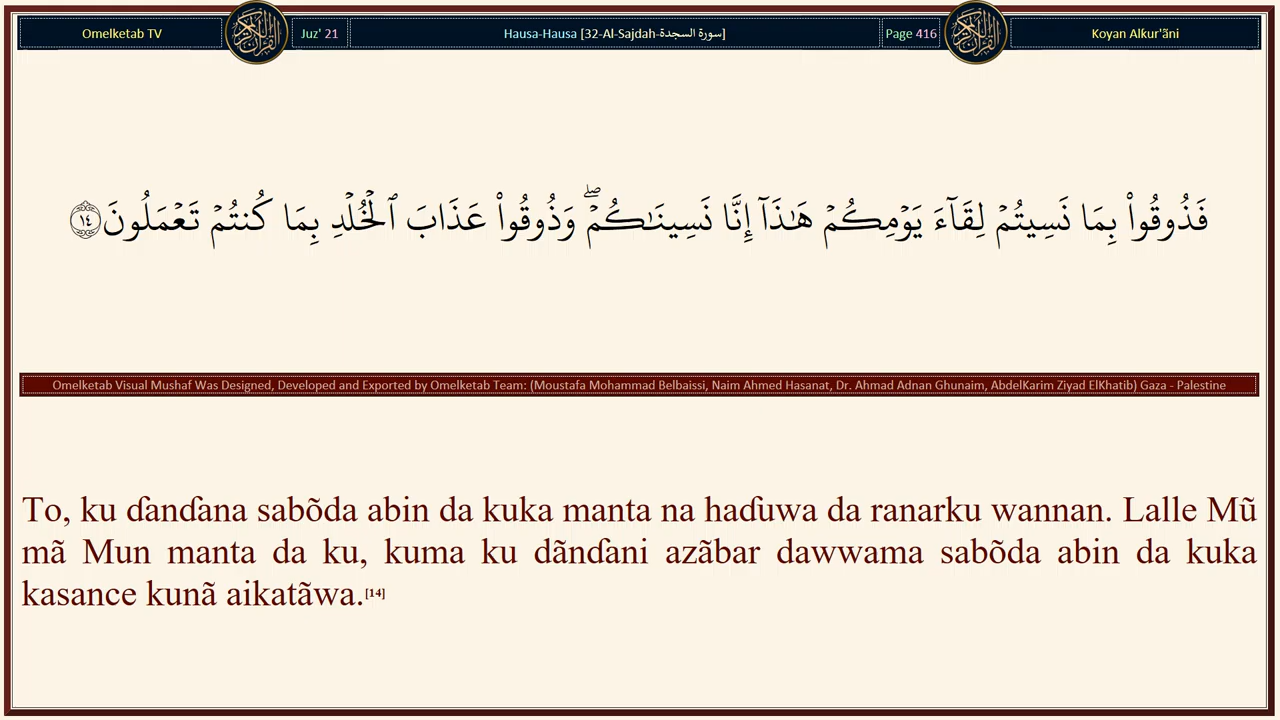 Omelketab TV
Juz' 21
Hausa-Hausa [32-Al-Sajdah-سورة السجدة]
Page 416
Koyan Alƙur'ãni
فَذُوقُوا۟ بِمَا نَسِيتُمْ لِقَآءَ يَوْمِكُمْ هَٰذَآ إِنَّا نَسِينَٰكُمْ ۖ وَذُوقُوا۟ عَذَابَ ٱلْخُلْدِ بِمَا كُنتُمْ تَعْمَلُونَ ١٤
Omelketab Visual Mushaf Was Designed, Developed and Exported by Omelketab Team: (Moustafa Mohammad Belbaissi, Naim Ahmed Hasanat, Dr. Ahmad Adnan Ghunaim, AbdelKarim Ziyad ElKhatib) Gaza - Palestine
To, ku ɗanɗana sabõda abin da kuka manta na haɗuwa da ranarku wannan. Lalle Mũ
mã Mun manta da ku, kuma ku dãnɗani azãbar dawwama sabõda abin da kuka
kasance kunã aikatãwa.[14]